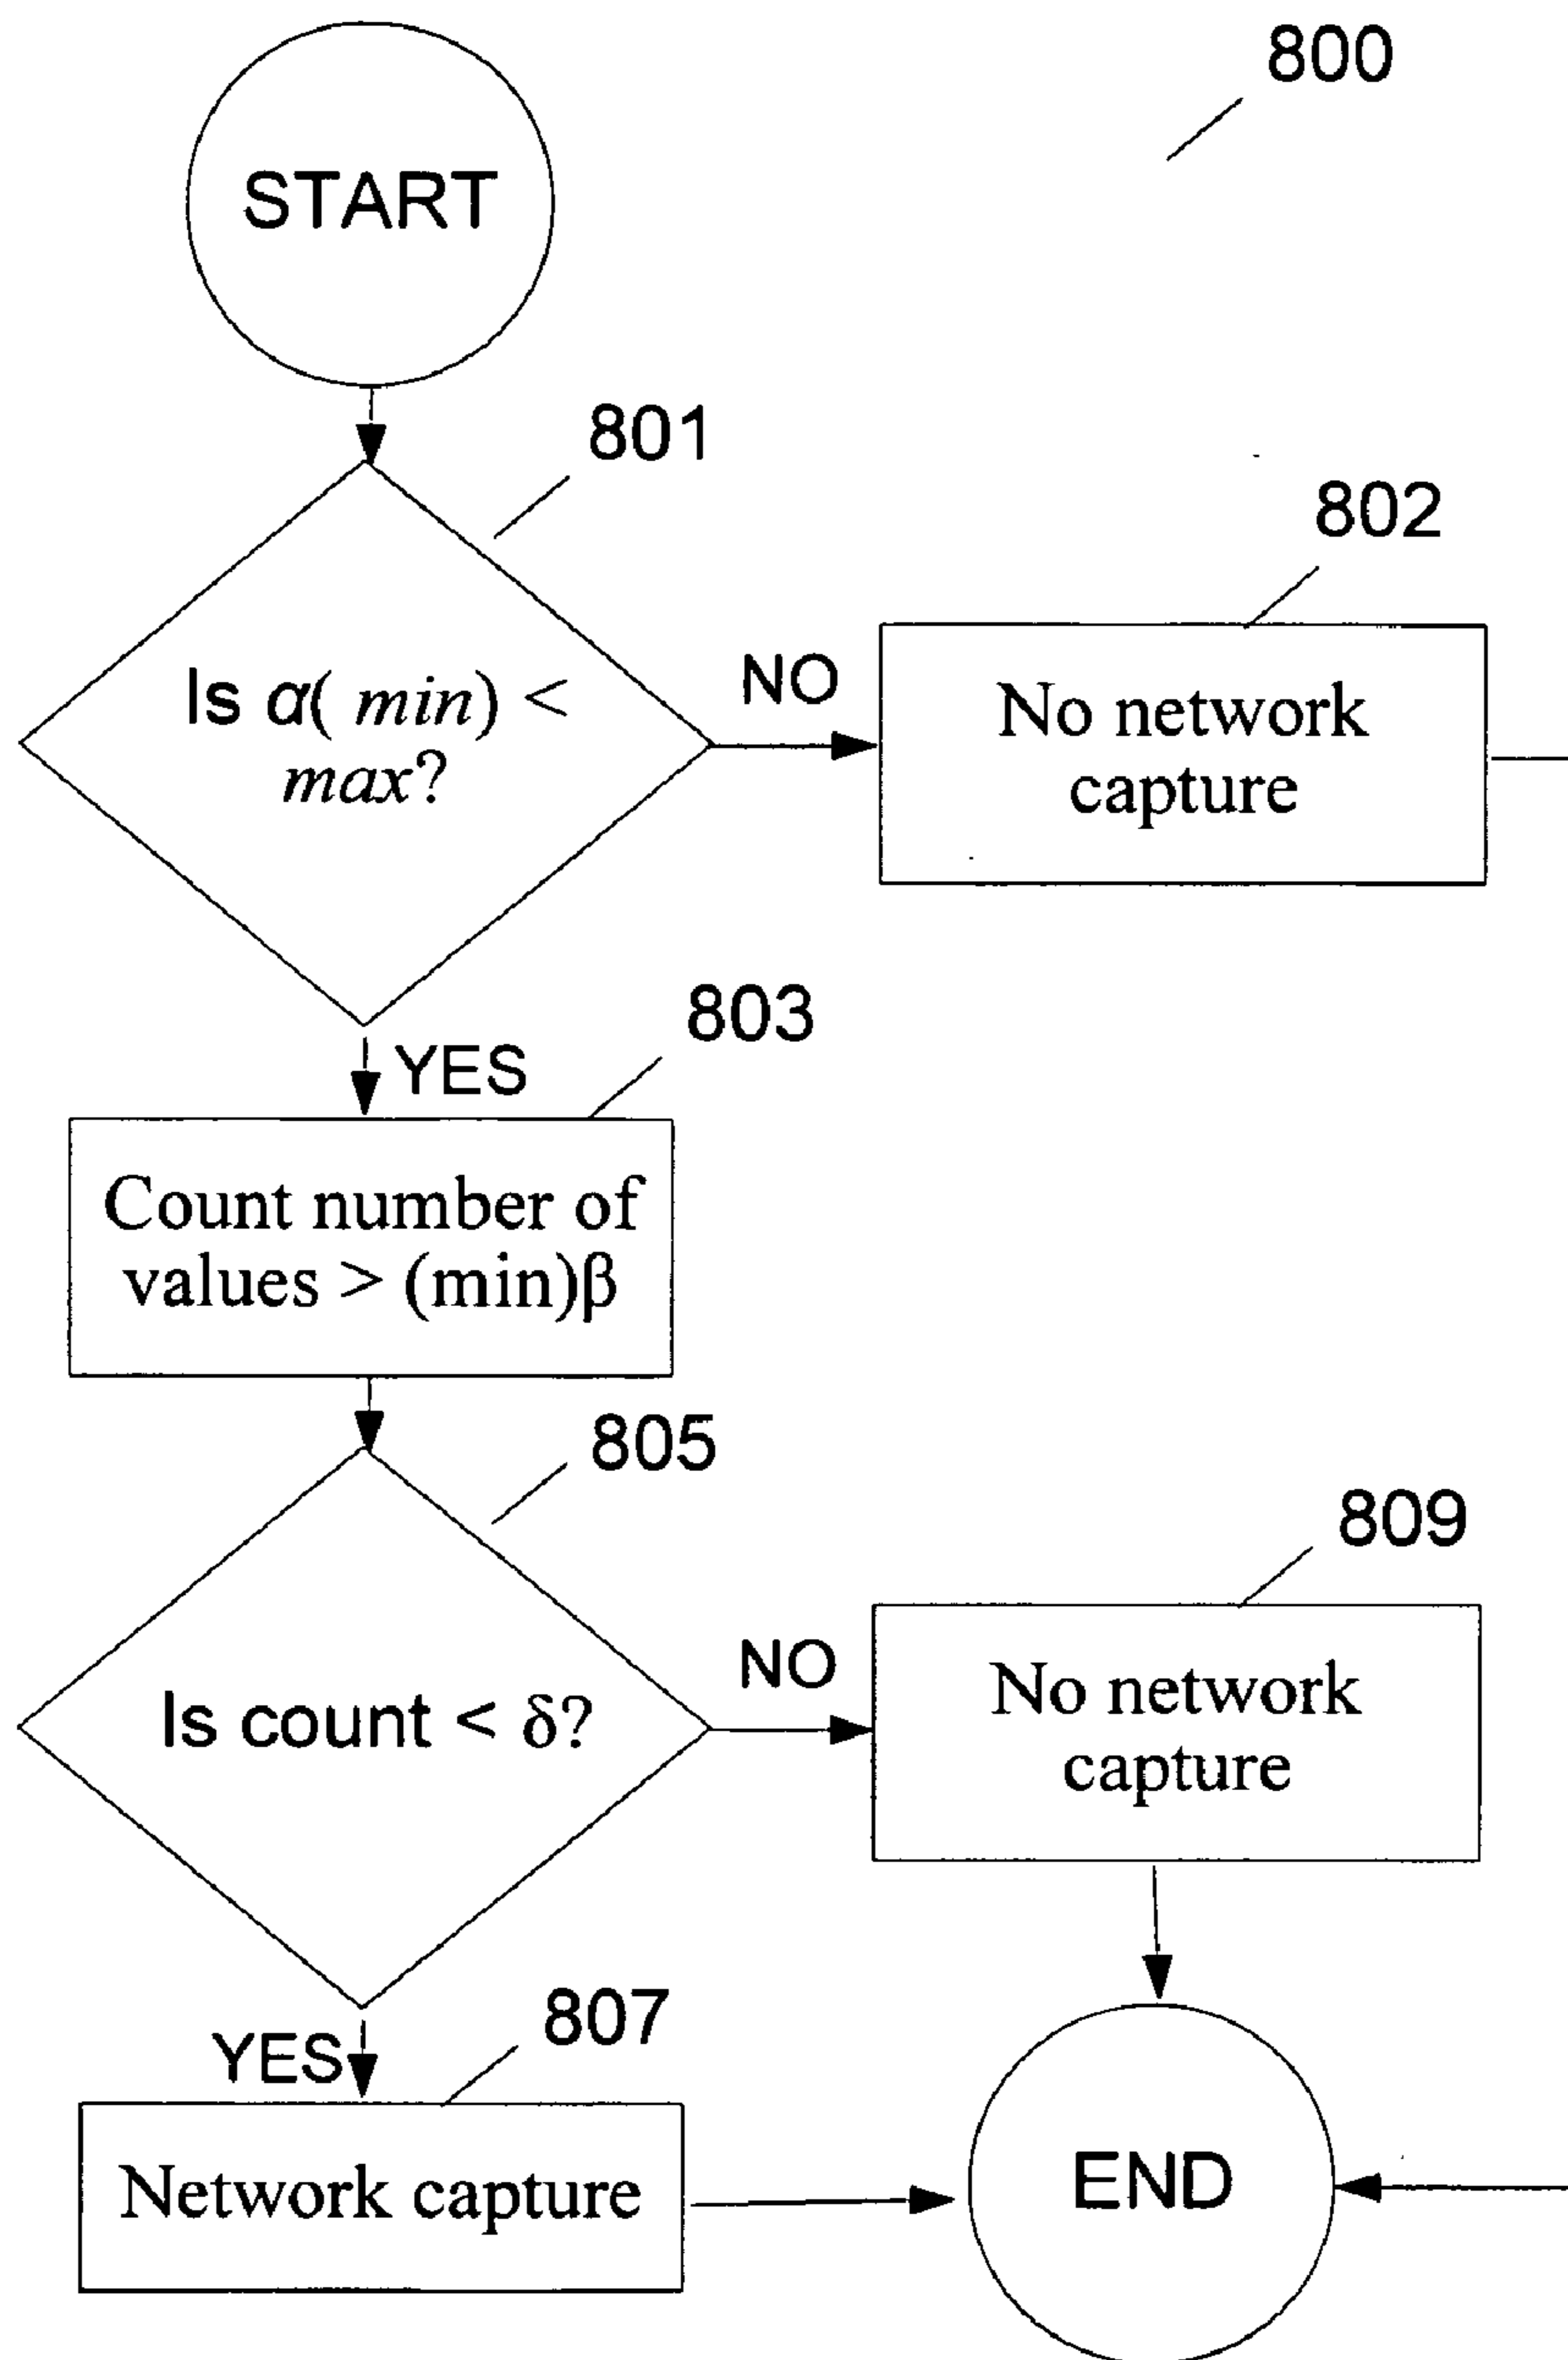 800
START
801
802
Is α( min) <
max?
NO
No network
capture
803
YES
Count number of
values > (min)β
805
809
Is count < δ?
NO
No network
capture
807
YES
Network capture
END